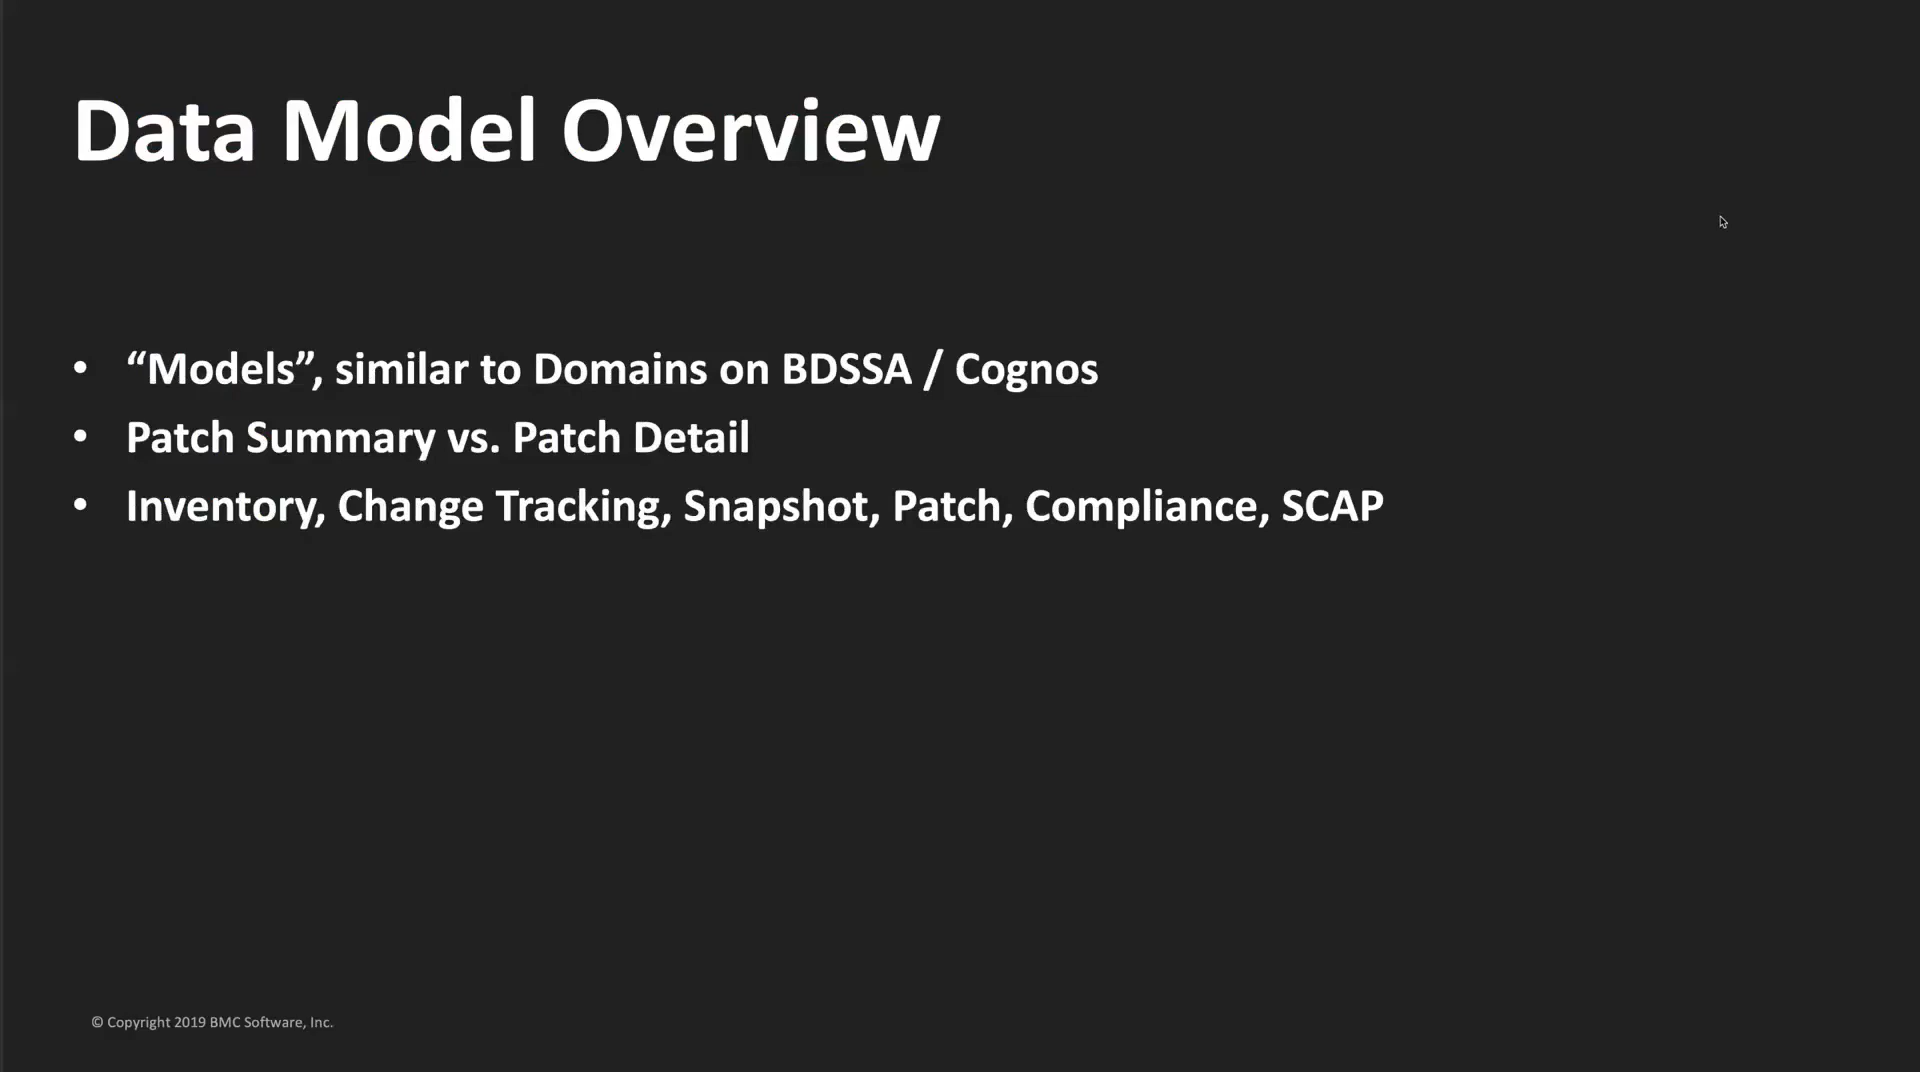 Data Model Overview
• “Models”, similar to Domains on BDSSA / Cognos
• Patch Summary vs. Patch Detail
• Inventory, Change Tracking, Snapshot, Patch, Compliance, SCAP
© Copyright 2019 BMC Software, Inc.